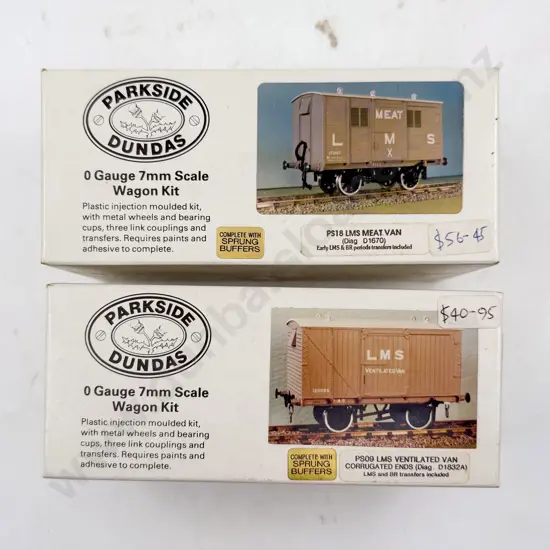 PARKSIDE
DUNDAS
0 Gauge 7mm Scale
Wagon Kit
Plastic injection moulded kit,
with metal wheels and bearing
cups, three link couplings and
transfers. Requires paints and
adhesive to complete.
COMPLETE WITH
SPRUNG
BUFFERS
MEAT
L M S
X
PS18 LMS MEAT VAN
(Diag. D1670)
Early LMS & BR periods transfers included
$56-45
PARKSIDE
DUNDAS
0 Gauge 7mm Scale
Wagon Kit
Plastic injection moulded kit,
with metal wheels and bearing
cups, three link couplings and
transfers. Requires paints and
adhesive to complete.
COMPLETE WITH
SPRUNG
BUFFERS
$40-95
LMS
VENTILATED VAN
PS09 LMS VENTILATED VAN
CORRUGATED ENDS (Diag. D1832A)
LMS and BR transfers included